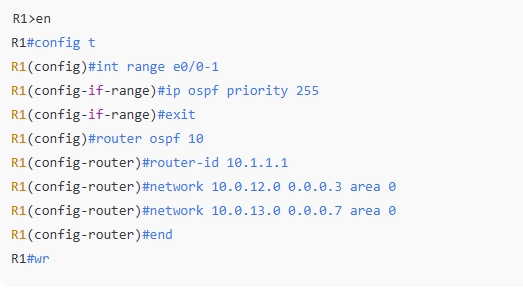 R1>en
R1#config t
R1(config)#int range e0/0-1
R1(config-if-range)#ip ospf priority 255
R1(config-if-range)#exit
R1(config)#router ospf 10
R1(config-router)#router-id 10.1.1.1
R1(config-router)#network 10.0.12.0 0.0.0.3 area 0
R1(config-router)#network 10.0.13.0 0.0.0.7 area 0
R1(config-router)#end
R1#wr